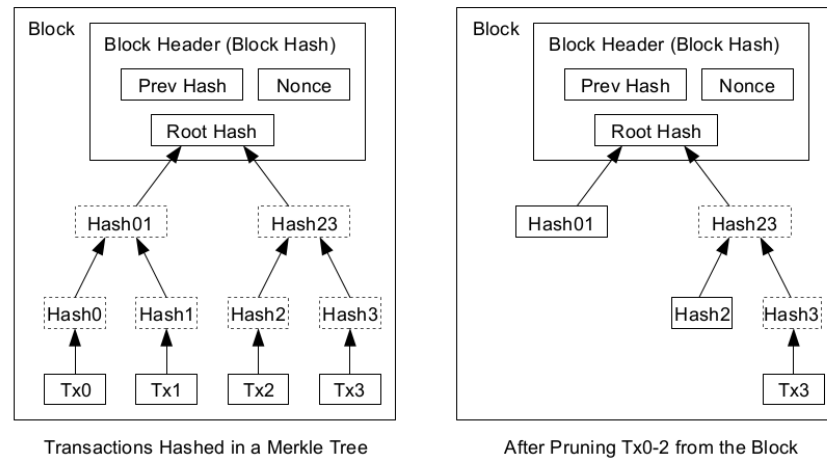 Block
Block Header (Block Hash)
Prev Hash
Nonce
Root Hash
Hash01
Hash23
Hash0
Hash1
Hash2
Hash3
Tx0
Tx1
Tx2
Tx3
Transactions Hashed in a Merkle Tree
Block
Block Header (Block Hash)
Prev Hash
Nonce
Root Hash
Hash01
Hash23
Hash2
Hash3
Tx3
After Pruning Tx0-2 from the Block